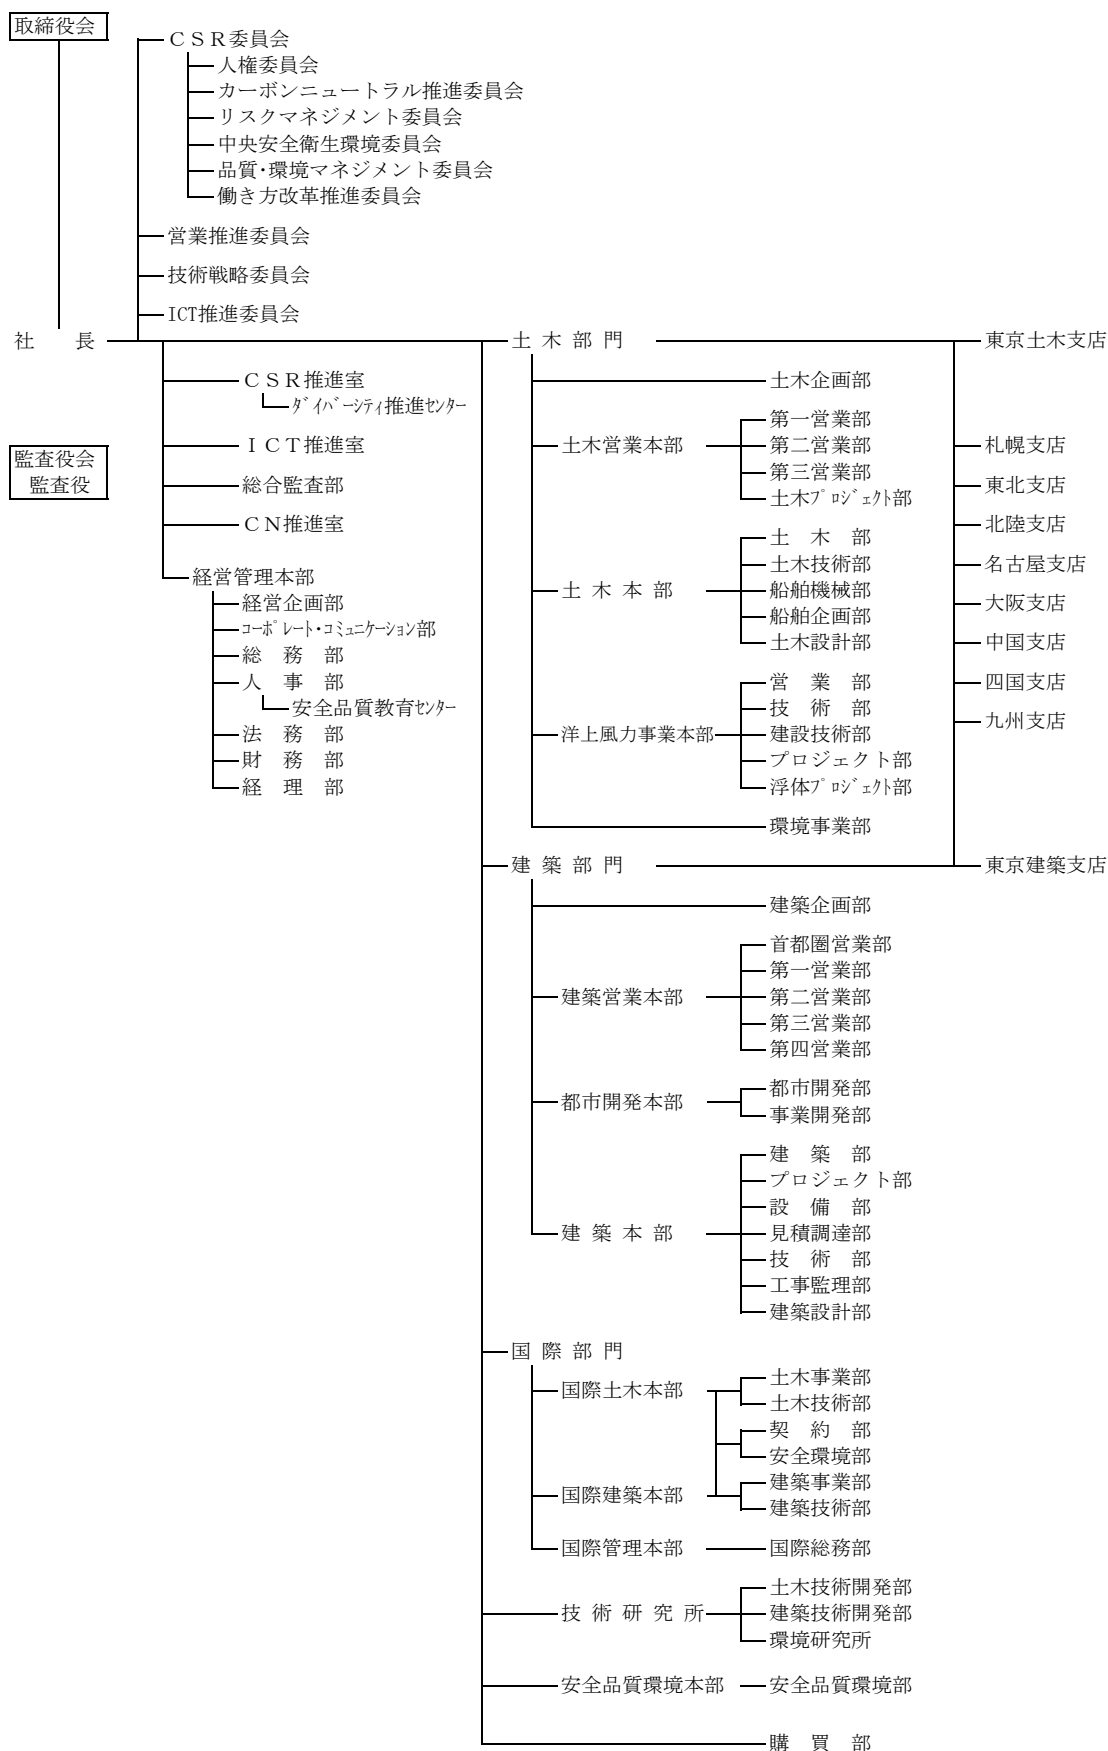 取締役会
ＣＳＲ委員会
人権委員会
カーボンニュートラル推進委員会
リスクマネジメント委員会
中央安全衛生環境委員会
品質･環境マネジメント委員会
働き方改革推進委員会
営業推進委員会
技術戦略委員会
ICT推進委員会
社　　長
ＣＳＲ推進室
ﾀﾞｲﾊﾞｰｼﾃｨ推進ｾﾝﾀｰ
ＩＣＴ推進室
監査役会
監査役
総合監査部
ＣＮ推進室
経営管理本部
経営企画部
ｺｰﾎﾟﾚｰﾄ･ｺﾐｭﾆｹｰｼｮﾝ部
総　務　部
人　事　部
安全品質教育ｾﾝﾀｰ
法　務　部
財　務　部
経　理　部
土 木 部 門
土木企画部
土木営業本部
第一営業部
第二営業部
第三営業部
土木ﾌﾟﾛｼﾞｪｸﾄ部
土 木 本 部
土　木　部
土木技術部
船舶機械部
船舶企画部
土木設計部
洋上風力事業本部
営　業　部
技　術　部
建設技術部
プロジェクト部
浮体ﾌﾟﾛｼﾞｪｸﾄ部
環境事業部
東京土木支店
札幌支店
東北支店
北陸支店
名古屋支店
大阪支店
中国支店
四国支店
九州支店
東京建築支店
建 築 部 門
建築企画部
建築営業本部
首都圏営業部
第一営業部
第二営業部
第三営業部
第四営業部
都市開発本部
都市開発部
事業開発部
建 築 本 部
建　築　部
プロジェクト部
設　備　部
見積調達部
技　術　部
工事監理部
建築設計部
国 際 部 門
国際土木本部
土木事業部
土木技術部
契　約　部
安全環境部
国際建築本部
建築事業部
建築技術部
国際管理本部
国際総務部
技 術 研 究 所
土木技術開発部
建築技術開発部
環境研究所
安全品質環境本部
安全品質環境部
購　買　部